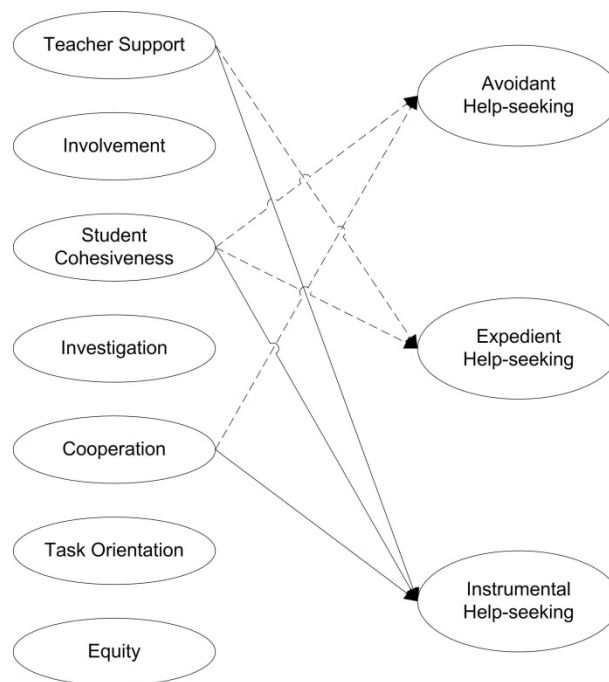 Teacher Support
Involvement
Student
Cohesiveness
Investigation
Cooperation
Task Orientation
Equity
Avoidant
Help-seeking
Expedient
Help-seeking
Instrumental
Help-seeking